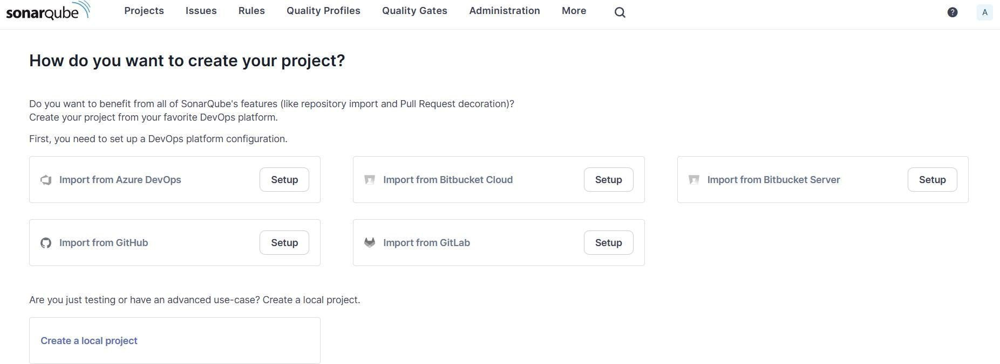 sonarqube Projects Issues Rules Quality Profiles Quality Gates Administration More ? A
How do you want to create your project?
Do you want to benefit from all of SonarQube's features (like repository import and Pull Request decoration)?
Create your project from your favorite DevOps platform.
First, you need to set up a DevOps platform configuration.
Import from Azure DevOps Setup Import from Bitbucket Cloud Setup Import from Bitbucket Server Setup
Import from GitHub Setup Import from GitLab Setup
Are you just testing or have an advanced use-case? Create a local project.
Create a local project